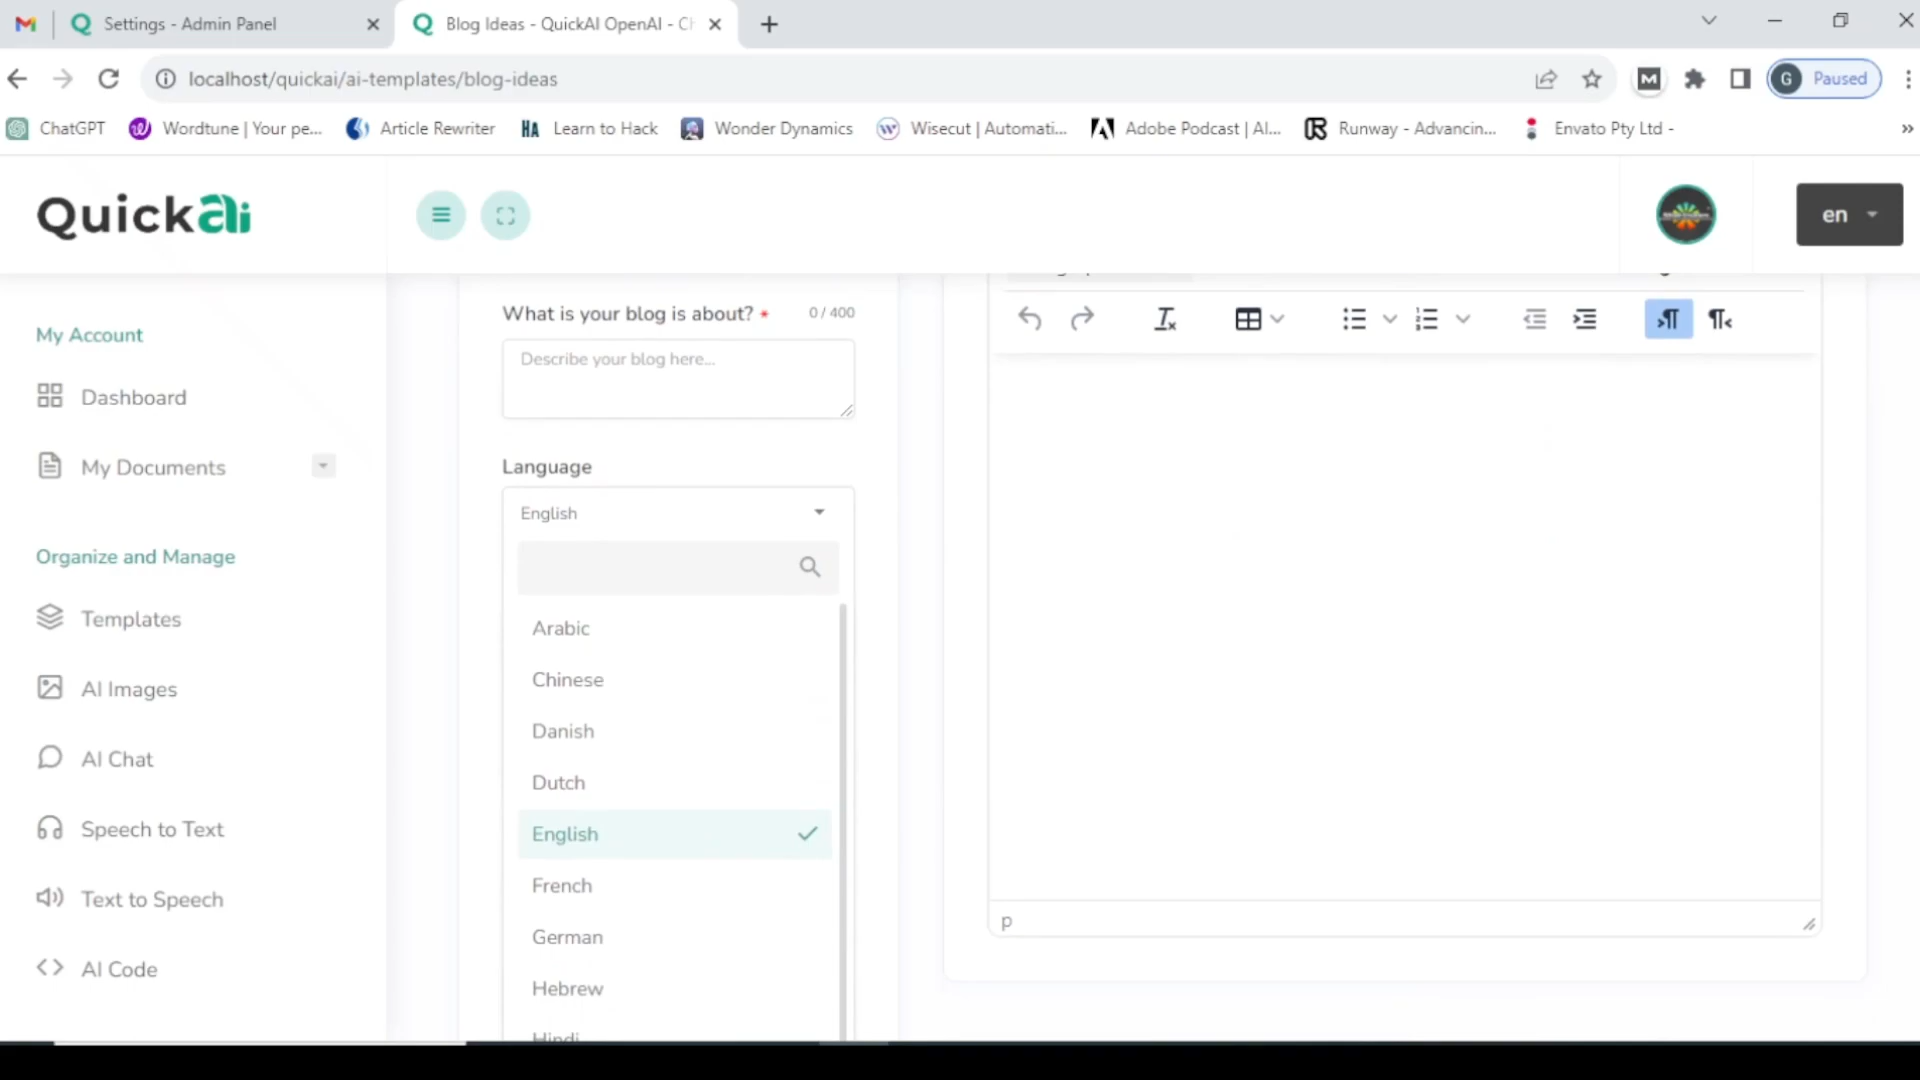 Settings - Admin Panel
Blog Ideas - QuickAI OpenAI - Ch
localhost/quickai/ai-templates/blog-ideas
G Paused
ChatGPT
Wordtune | Your pe...
Article Rewriter
HA Learn to Hack
Wonder Dynamics
Wisecut | Automati...
Adobe Podcast | AI...
Runway - Advancin...
Envato Pty Ltd -
»
Quickai
en
My Account
Dashboard
My Documents
Organize and Manage
Templates
AI Images
AI Chat
Speech to Text
Text to Speech
AI Code
What is your blog is about? * 0 / 400
Describe your blog here...
Language
English
Arabic
Chinese
Danish
Dutch
English
French
German
Hebrew
Hindi
p